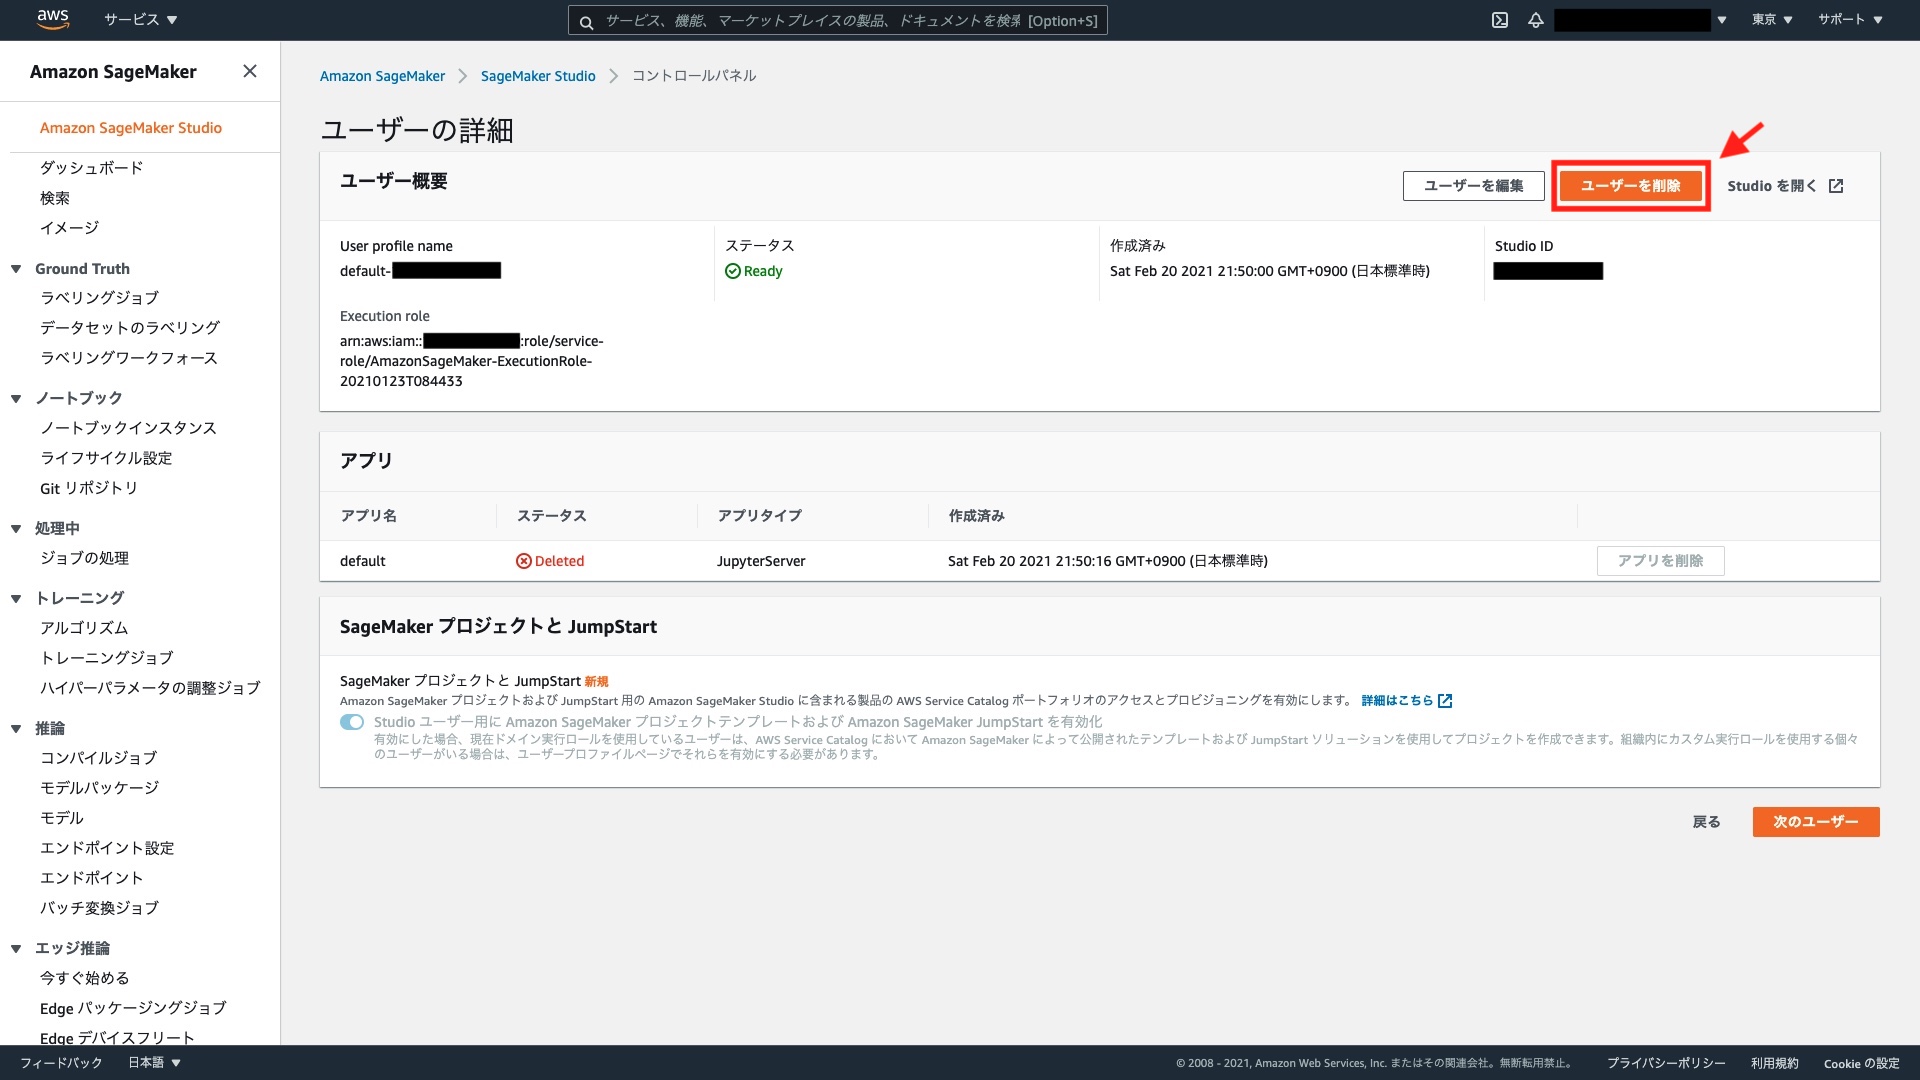 aws
サービス ▼
サービス、機能、マーケットプレイスの製品、ドキュメントを検索 [Option+S]
東京 ▼
サポート ▼
Amazon SageMaker
Amazon SageMaker Studio
ダッシュボード
検索
イメージ
Ground Truth
ラベリングジョブ
データセットのラベリング
ラベリングワークフォース
ノートブック
ノートブックインスタンス
ライフサイクル設定
Git リポジトリ
処理中
ジョブの処理
トレーニング
アルゴリズム
トレーニングジョブ
ハイパーパラメータの調整ジョブ
推論
コンパイルジョブ
モデルパッケージ
モデル
エンドポイント設定
エンドポイント
バッチ変換ジョブ
エッジ推論
今すぐ始める
Edge パッケージングジョブ
Edge デバイスフリート
Amazon SageMaker > SageMaker Studio > コントロールパネル
ユーザーの詳細
ユーザー概要
ユーザーを編集
ユーザーを削除
Studio を開く
User profile name
default-
ステータス
Ready
作成済み
Sat Feb 20 2021 21:50:00 GMT+0900 (日本標準時)
Studio ID
Execution role
arn:aws:iam:: :role/service-
role/AmazonSageMaker-ExecutionRole-
20210123T084433
アプリ
アプリ名 ステータス アプリタイプ 作成済み
default Deleted JupyterServer Sat Feb 20 2021 21:50:16 GMT+0900 (日本標準時) アプリを削除
SageMaker プロジェクトと JumpStart
SageMaker プロジェクトと JumpStart 新規
Amazon SageMaker プロジェクトおよび JumpStart 用の Amazon SageMaker Studio に含まれる製品の AWS Service Catalog ポートフォリオのアクセスとプロビジョニングを有効にします。 詳細はこちら
Studio ユーザー用に Amazon SageMaker プロジェクトテンプレートおよび Amazon SageMaker JumpStart を有効化
有効にした場合、現在ドメイン実行ロールを使用しているユーザーは、AWS Service Catalog において Amazon SageMaker によって公開されたテンプレートおよび JumpStart ソリューションを使用してプロジェクトを作成できます。組織内にカスタム実行ロールを使用する個々
のユーザーがいる場合は、ユーザープロファイルページでそれらを有効にする必要があります。
戻る
次のユーザー
フィードバック
日本語 ▼
© 2008 - 2021, Amazon Web Services, Inc. またはその関連会社。無断転用禁止。
プライバシーポリシー
利用規約
Cookie の設定